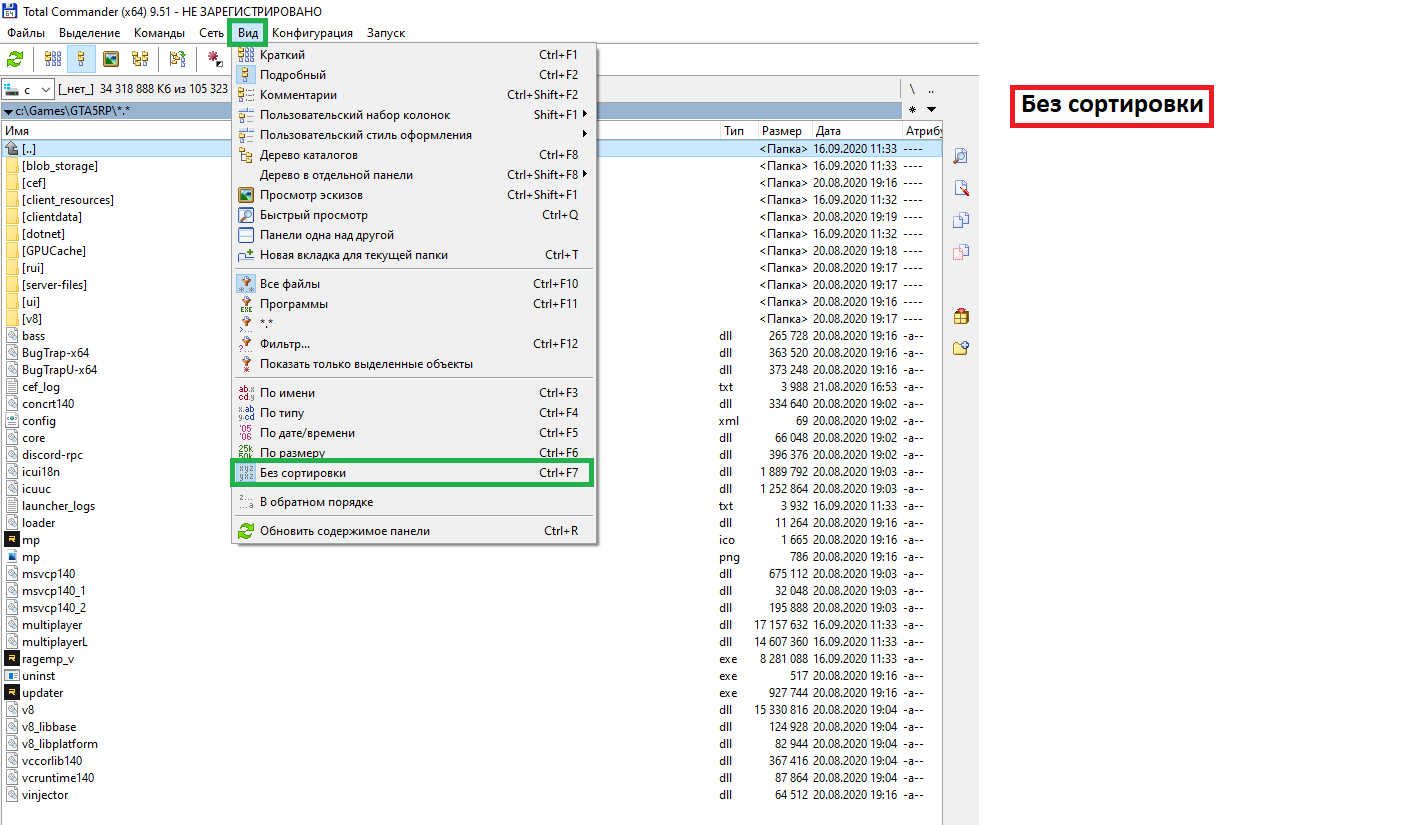 Total Commander (x64) 9.51 - НЕ ЗАРЕГИСТРИРОВАНО
Файлы Выделение Команды Сеть Вид Конфигурация Запуск
c [_нет_] 34 318 888 Кб из 105 323 \ ..
c:\Games\GTA5RP\*.* *
Имя Тип Размер Дата Атрибу
Краткий Ctrl+F1
Подробный Ctrl+F2
Комментарии Ctrl+Shift+F2
Пользовательский набор колонок Shift+F1
Пользовательский стиль оформления
Дерево каталогов Ctrl+F8
Дерево в отдельной панели Ctrl+Shift+F8
Просмотр эскизов Ctrl+Shift+F1
Быстрый просмотр Ctrl+Q
Панели одна над другой
Новая вкладка для текущей папки Ctrl+T
Все файлы Ctrl+F10
Программы Ctrl+F11
*.*
Фильтр... Ctrl+F12
Показать только выделенные объекты
По имени Ctrl+F3
По типу Ctrl+F4
По дате/времени Ctrl+F5
По размеру Ctrl+F6
Без сортировки Ctrl+F7
В обратном порядке
Обновить содержимое панели Ctrl+R
[..] <Папка> 16.09.2020 11:33 ----
[blob_storage] <Папка> 16.09.2020 11:33 ----
[cef] <Папка> 20.08.2020 19:16 ----
[client_resources] <Папка> 16.09.2020 11:32 ----
[clientdata] <Папка> 20.08.2020 19:19 ----
[dotnet] <Папка> 16.09.2020 11:32 ----
[GPUCache] <Папка> 20.08.2020 19:18 ----
[rui] <Папка> 20.08.2020 19:17 ----
[server-files] <Папка> 20.08.2020 19:17 ----
[ui] <Папка> 20.08.2020 19:16 ----
[v8] <Папка> 20.08.2020 19:17 ----
bass dll 265 728 20.08.2020 19:16 -a--
BugTrap-x64 dll 363 520 20.08.2020 19:16 -a--
BugTrapU-x64 dll 373 248 20.08.2020 19:16 -a--
cef_log txt 3 988 21.08.2020 16:53 -a--
concrt140 dll 334 640 20.08.2020 19:02 -a--
config xml 69 20.08.2020 19:02 -a--
core dll 66 048 20.08.2020 19:02 -a--
discord-rpc dll 396 376 20.08.2020 19:02 -a--
icui18n dll 1 889 792 20.08.2020 19:03 -a--
icuuc dll 1 252 864 20.08.2020 19:03 -a--
launcher_logs txt 3 932 16.09.2020 11:33 -a--
loader dll 11 264 20.08.2020 19:16 -a--
mp ico 1 665 20.08.2020 19:16 -a--
mp png 786 20.08.2020 19:16 -a--
msvcp140 dll 675 112 20.08.2020 19:03 -a--
msvcp140_1 dll 32 048 20.08.2020 19:03 -a--
msvcp140_2 dll 195 888 20.08.2020 19:03 -a--
multiplayer dll 17 157 632 16.09.2020 11:33 -a--
multiplayerL dll 14 607 360 16.09.2020 11:33 -a--
ragemp_v exe 8 281 088 16.09.2020 11:33 -a--
uninst exe 517 20.08.2020 19:16 -a--
updater exe 927 744 20.08.2020 19:16 -a--
v8 dll 15 330 816 20.08.2020 19:04 -a--
v8_libbase dll 124 928 20.08.2020 19:04 -a--
v8_libplatform dll 82 944 20.08.2020 19:04 -a--
vccorlib140 dll 367 416 20.08.2020 19:04 -a--
vcruntime140 dll 87 864 20.08.2020 19:04 -a--
vinjector dll 64 512 20.08.2020 19:16 -a--
Без сортировки